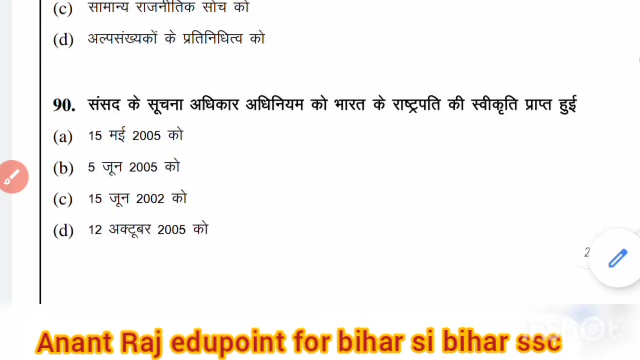 (c) सामान्य राजनीतिक सोच को
(d) अल्पसंख्यकों के प्रतिनिधित्व को
90. संसद के सूचना अधिकार अधिनियम को भारत के राष्ट्रपति की स्वीकृति प्राप्त हुई
(a) 15 मई 2005 को
(b) 5 जून 2005 को
(c) 15 जून 2002 को
(d) 12 अक्टूबर 2005 को
2
Anant Raj edupoint for bihar si bihar ssc